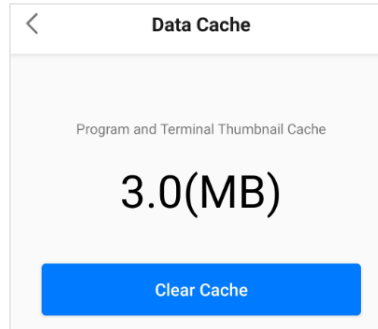 Data Cache
Program and Terminal Thumbnail Cache
3.0(MB)
Clear Cache